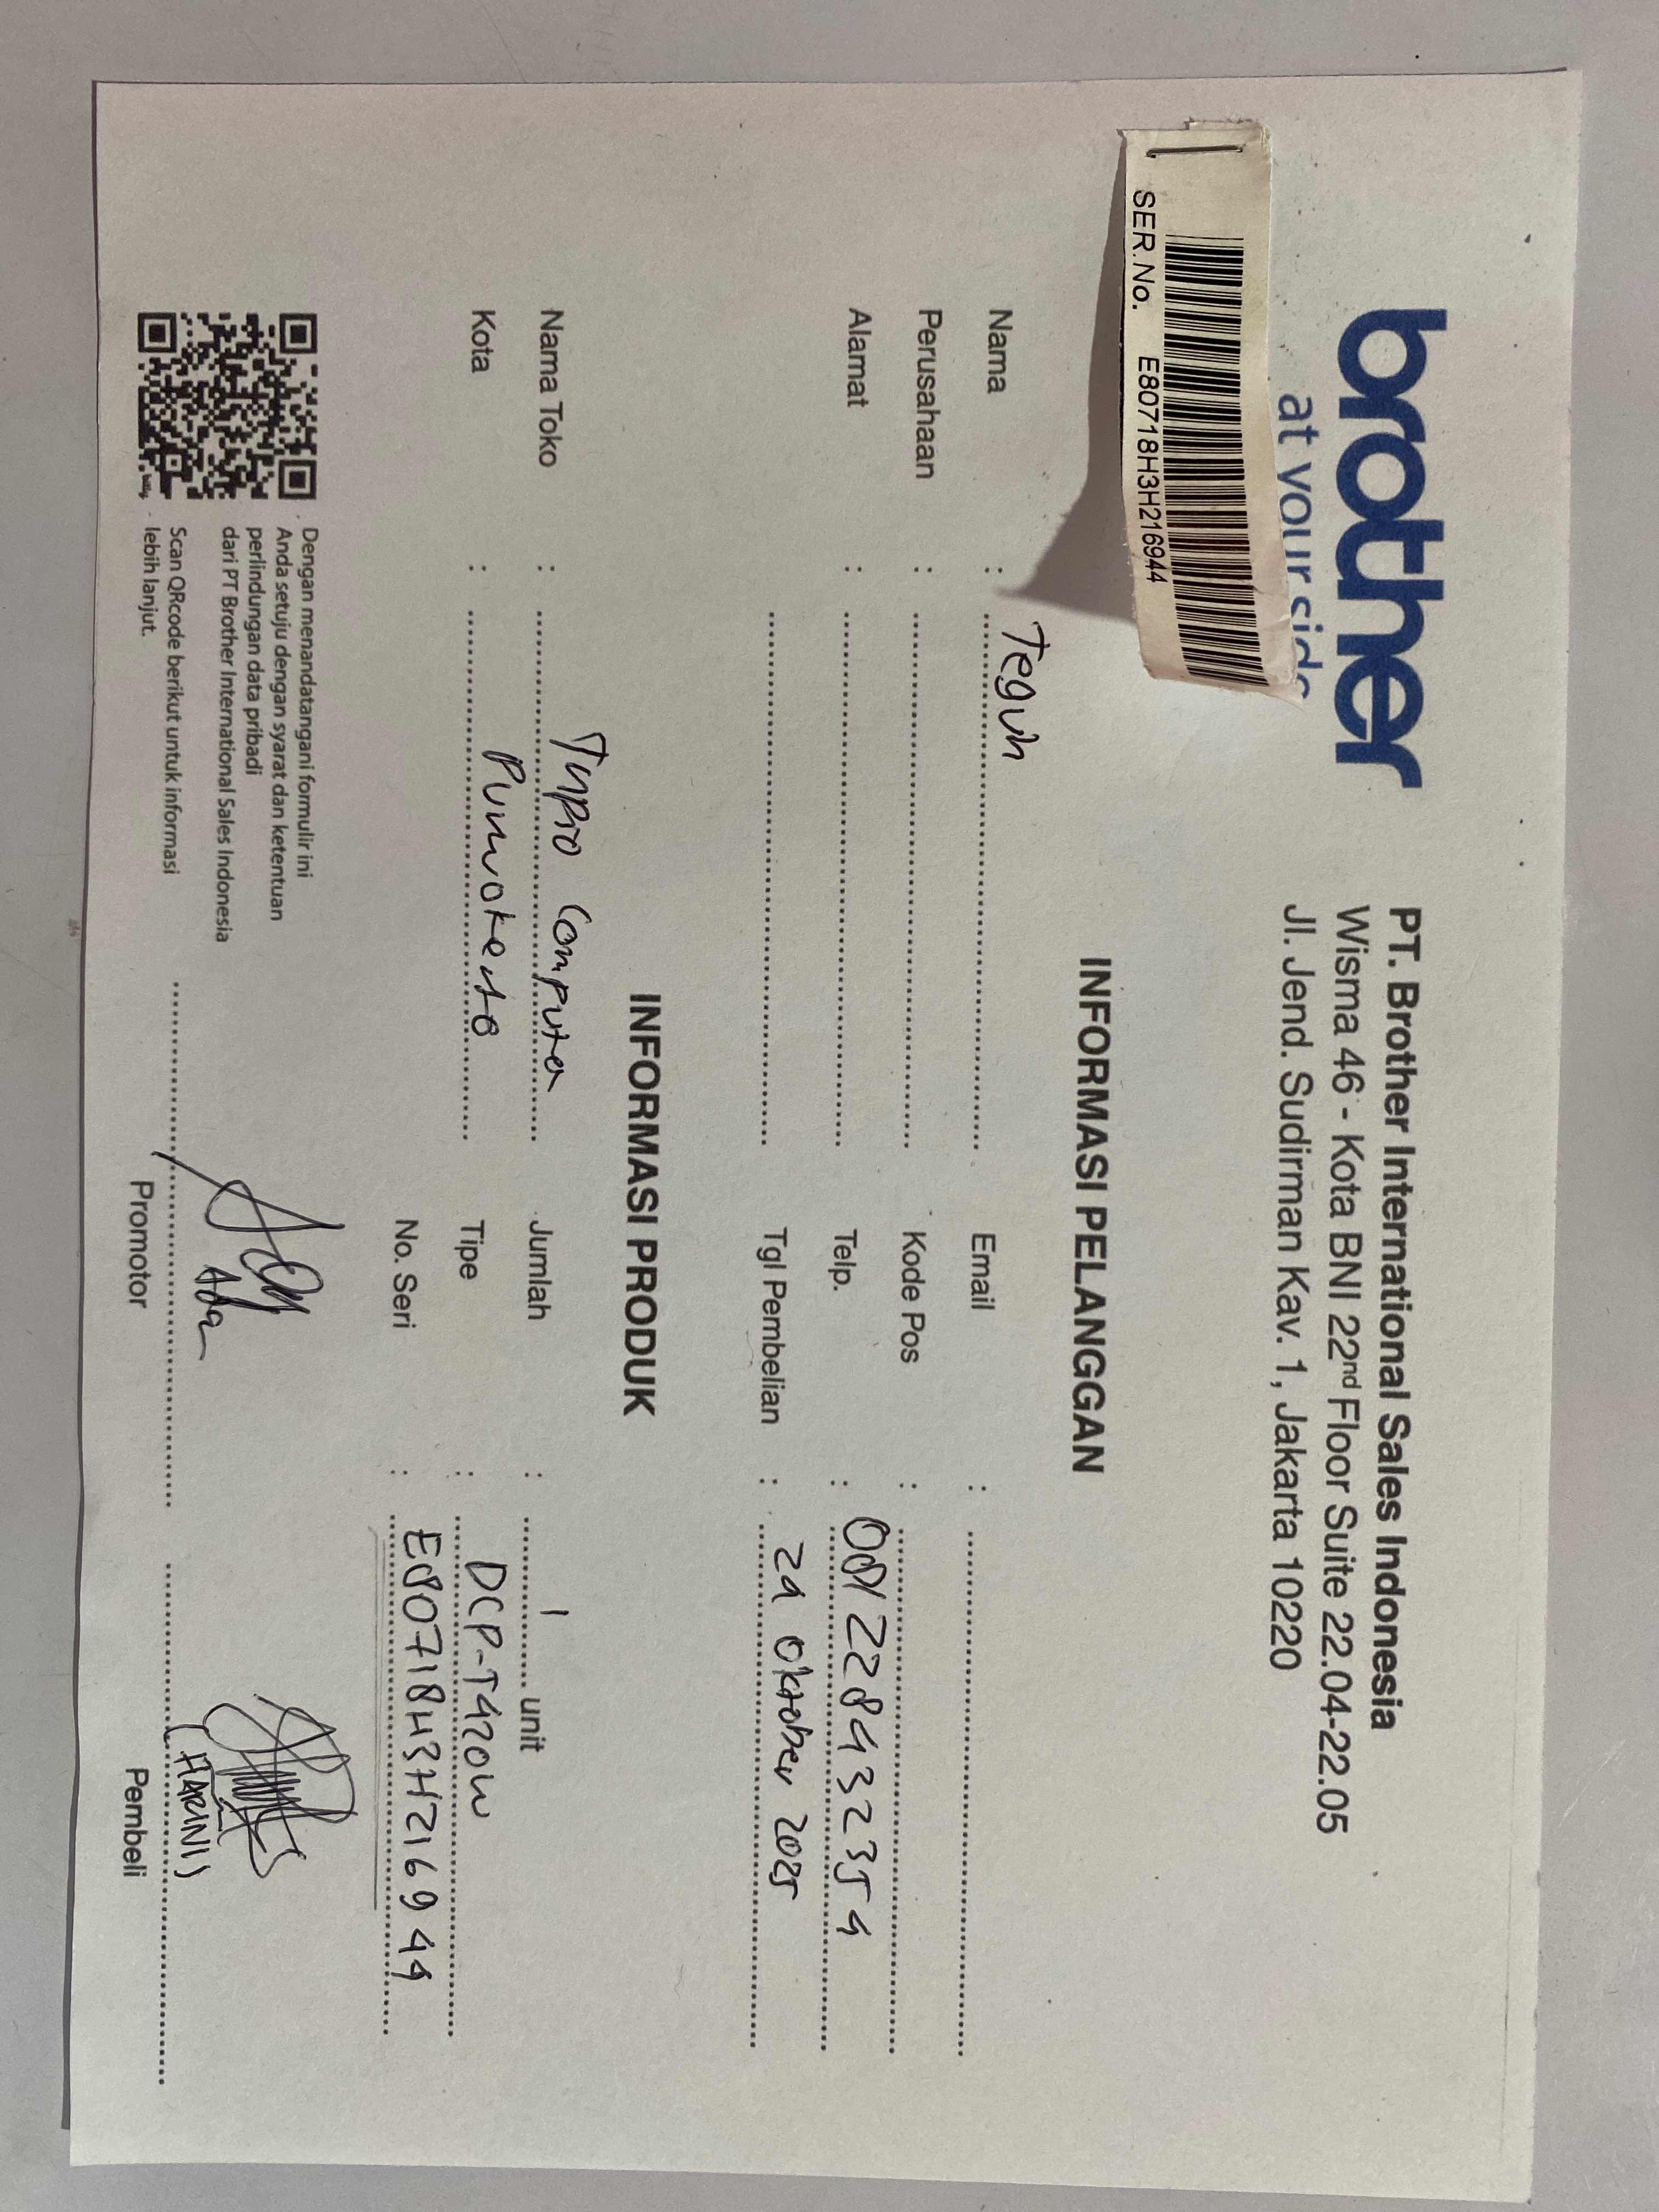 brother
at your side
PT. Brother International Sales Indonesia
Wisma 46 - Kota BNI 22nd Floor Suite 22.04-22.05
Jl. Jend. Sudirman Kav. 1, Jakarta 10220
SER.No. E80718H3H216944
INFORMASI PELANGGAN
Nama : Teguh
Email :
Perusahaan :
Kode Pos :
Alamat :
Telp. : 081228432354
Tgl Pembelian : 24 Oktober 2025
INFORMASI PRODUK
Nama Toko : Computer
Jumlah : 1 unit
Kota : Purwokerto
Tipe : DCP-T420W
No. Seri : E80718H3H216944
Dengan menandatangani formulir ini
Anda setuju dengan syarat dan ketentuan
perlindungan data pribadi
dari PT Brother International Sales Indonesia
Scan QRcode berikut untuk informasi
lebih lanjut.
(HARINI)
Promotor
Pembeli